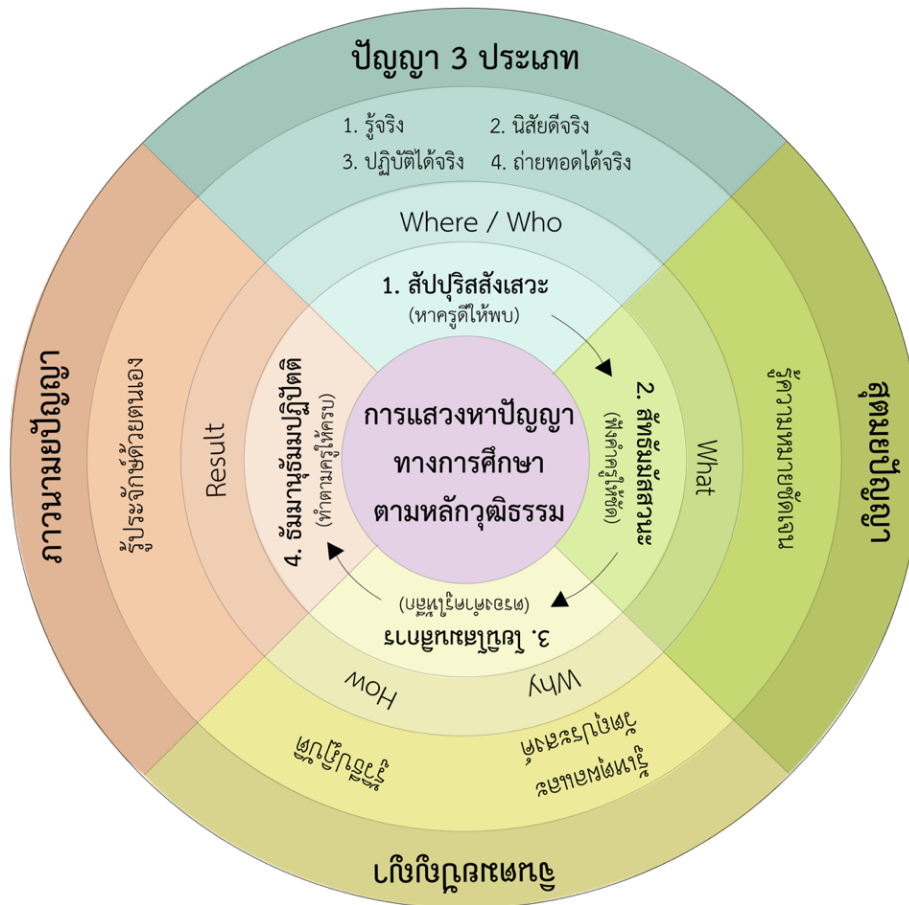 ปัญญา 3 ประเภท
1. รู้จริง
2. นิสัยดีจริง
3. ปฏิบัติได้จริง
4. ถ่ายทอดได้จริง
Where / Who
1. สัปปุริสสังเสวะ
(หาครูดีให้พบ)
สุตมยปัญญา
รู้ความหมายชัดเจน
What
2. สัทธัมมัสสวนะ
(ฟังคำครูให้ชัด)
จินตมยปัญญา
รู้เหตุผลและ
วัตถุประสงค์
รู้วิธีปฏิบัติ
Why
How
3. โยนิโสมนสิการ
(ตรองคำครูให้ลึก)
ภาวนามยปัญญา
รู้ประจักษ์ด้วยตนเอง
Result
4. ธัมมานุธัมมปฏิปัตติ
(ทำตามครูให้ครบ)
การแสวงหาปัญญา
ทางการศึกษา
ตามหลักวุฒิธรรม